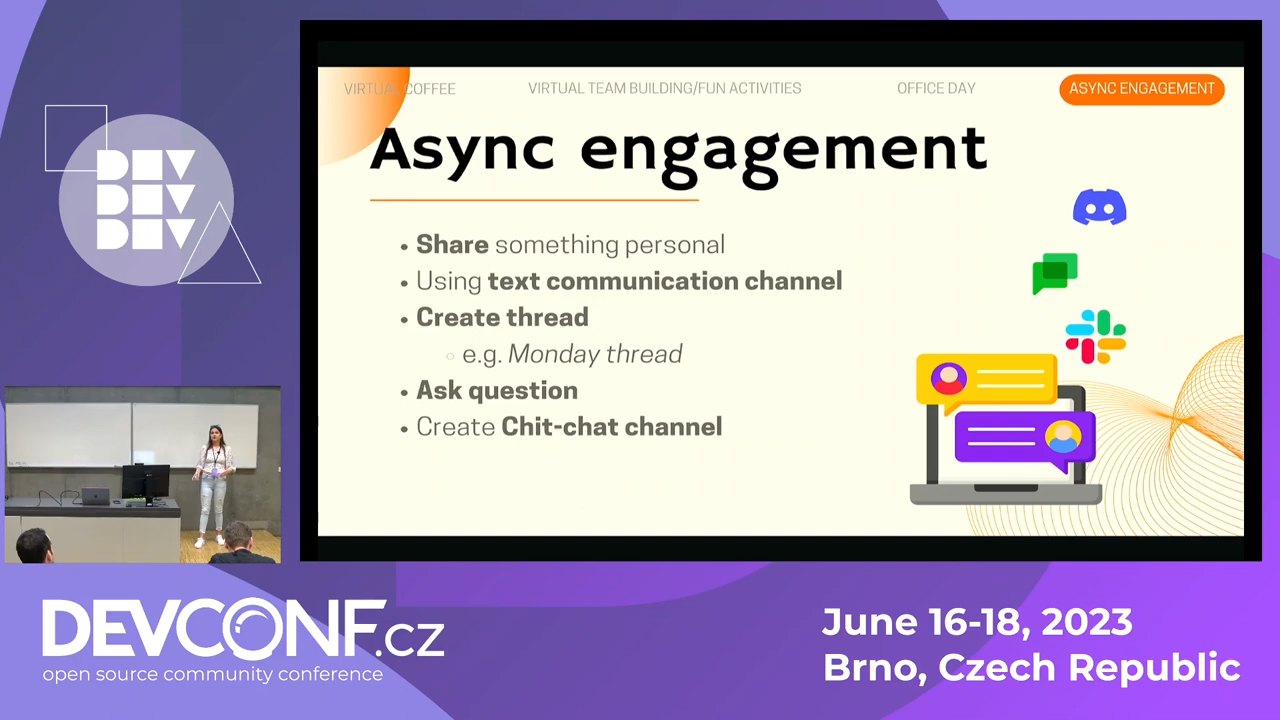 VIRTUAL COFFEE
VIRTUAL TEAM BUILDING/FUN ACTIVITIES
OFFICE DAY
ASYNC ENGAGEMENT
Async engagement
• Share something personal
• Using text communication channel
• Create thread
◦ e.g. Monday thread
• Ask question
• Create Chit-chat channel
DEV
DEV
DEV
DEVCONF.cz
open source community conference
June 16-18, 2023
Brno, Czech Republic